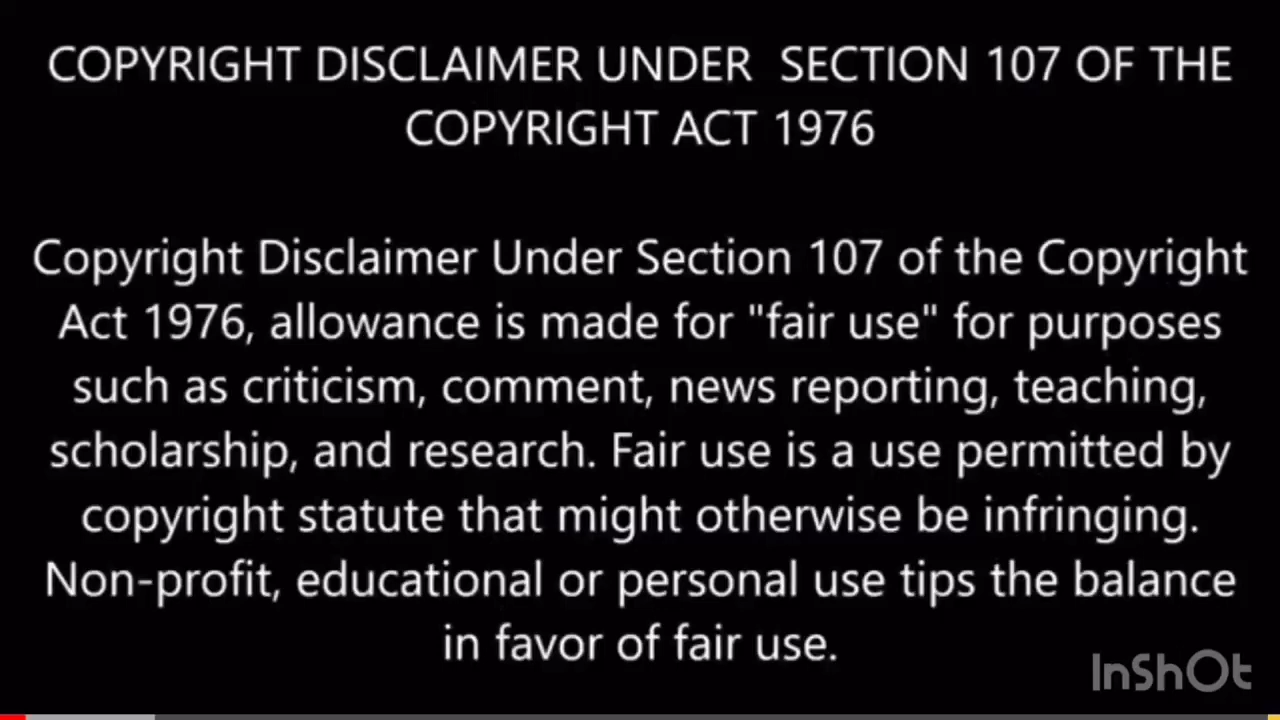 COPYRIGHT DISCLAIMER UNDER SECTION 107 OF THE
COPYRIGHT ACT 1976
Copyright Disclaimer Under Section 107 of the Copyright
Act 1976, allowance is made for "fair use" for purposes
such as criticism, comment, news reporting, teaching,
scholarship, and research. Fair use is a use permitted by
copyright statute that might otherwise be infringing.
Non-profit, educational or personal use tips the balance
in favor of fair use.
InShOt